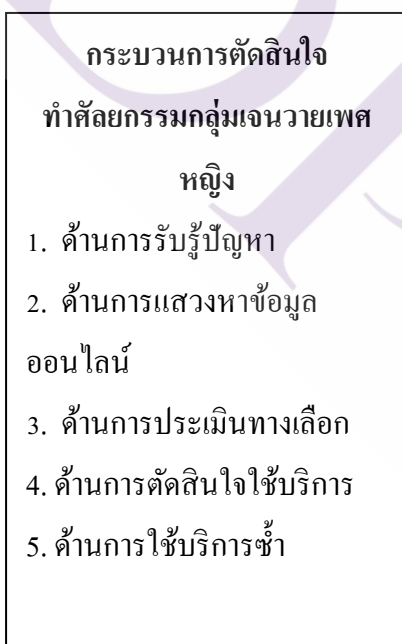 กระบวนการตัดสินใจ
ทำศัลยกรรมกลุ่มเจนวายเพศ
หญิง
1. ด้านการรับรู้ปัญหา
2. ด้านการแสวงหาข้อมูล
ออนไลน์
3. ด้านการประเมินทางเลือก
4. ด้านการตัดสินใจใช้บริการ
5. ด้านการใช้บริการซ้ำ